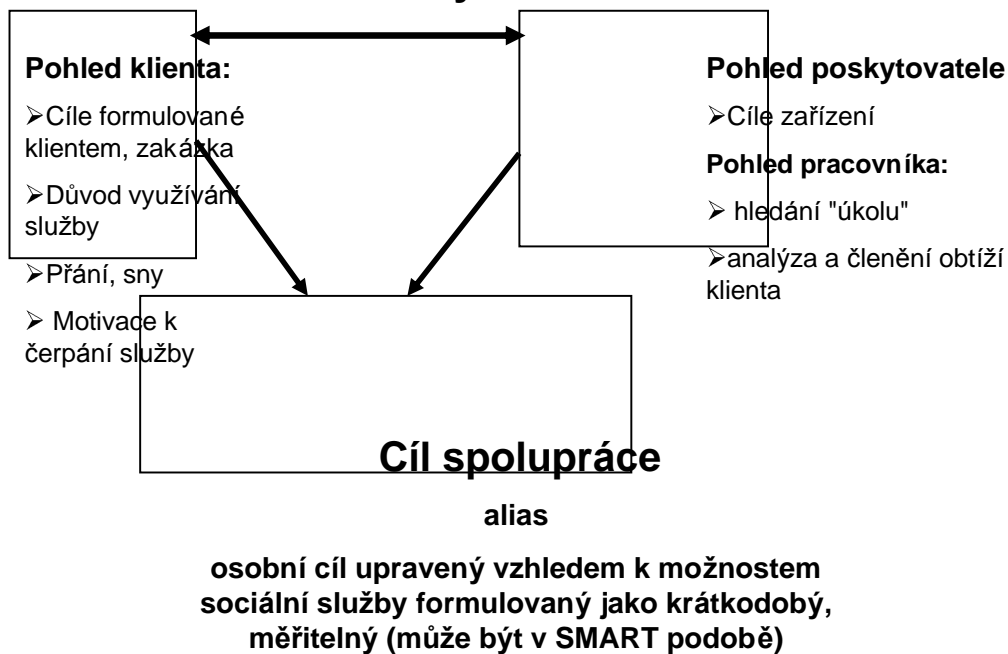 Pohled klienta:
➢Cíle formulované
klientem, zakázka
➢Důvod využívání
služby
➢Přání, sny
➢ Motivace k
čerpání služby
Pohled poskytovatele
➢Cíle zařízení
Pohled pracovníka:
➢ hledání "úkolu"
➢analýza a členění obtíží
klienta
Cíl spolupráce
alias
osobní cíl upravený vzhledem k možnostem
sociální služby formulovaný jako krátkodobý,
měřitelný (může být v SMART podobě)